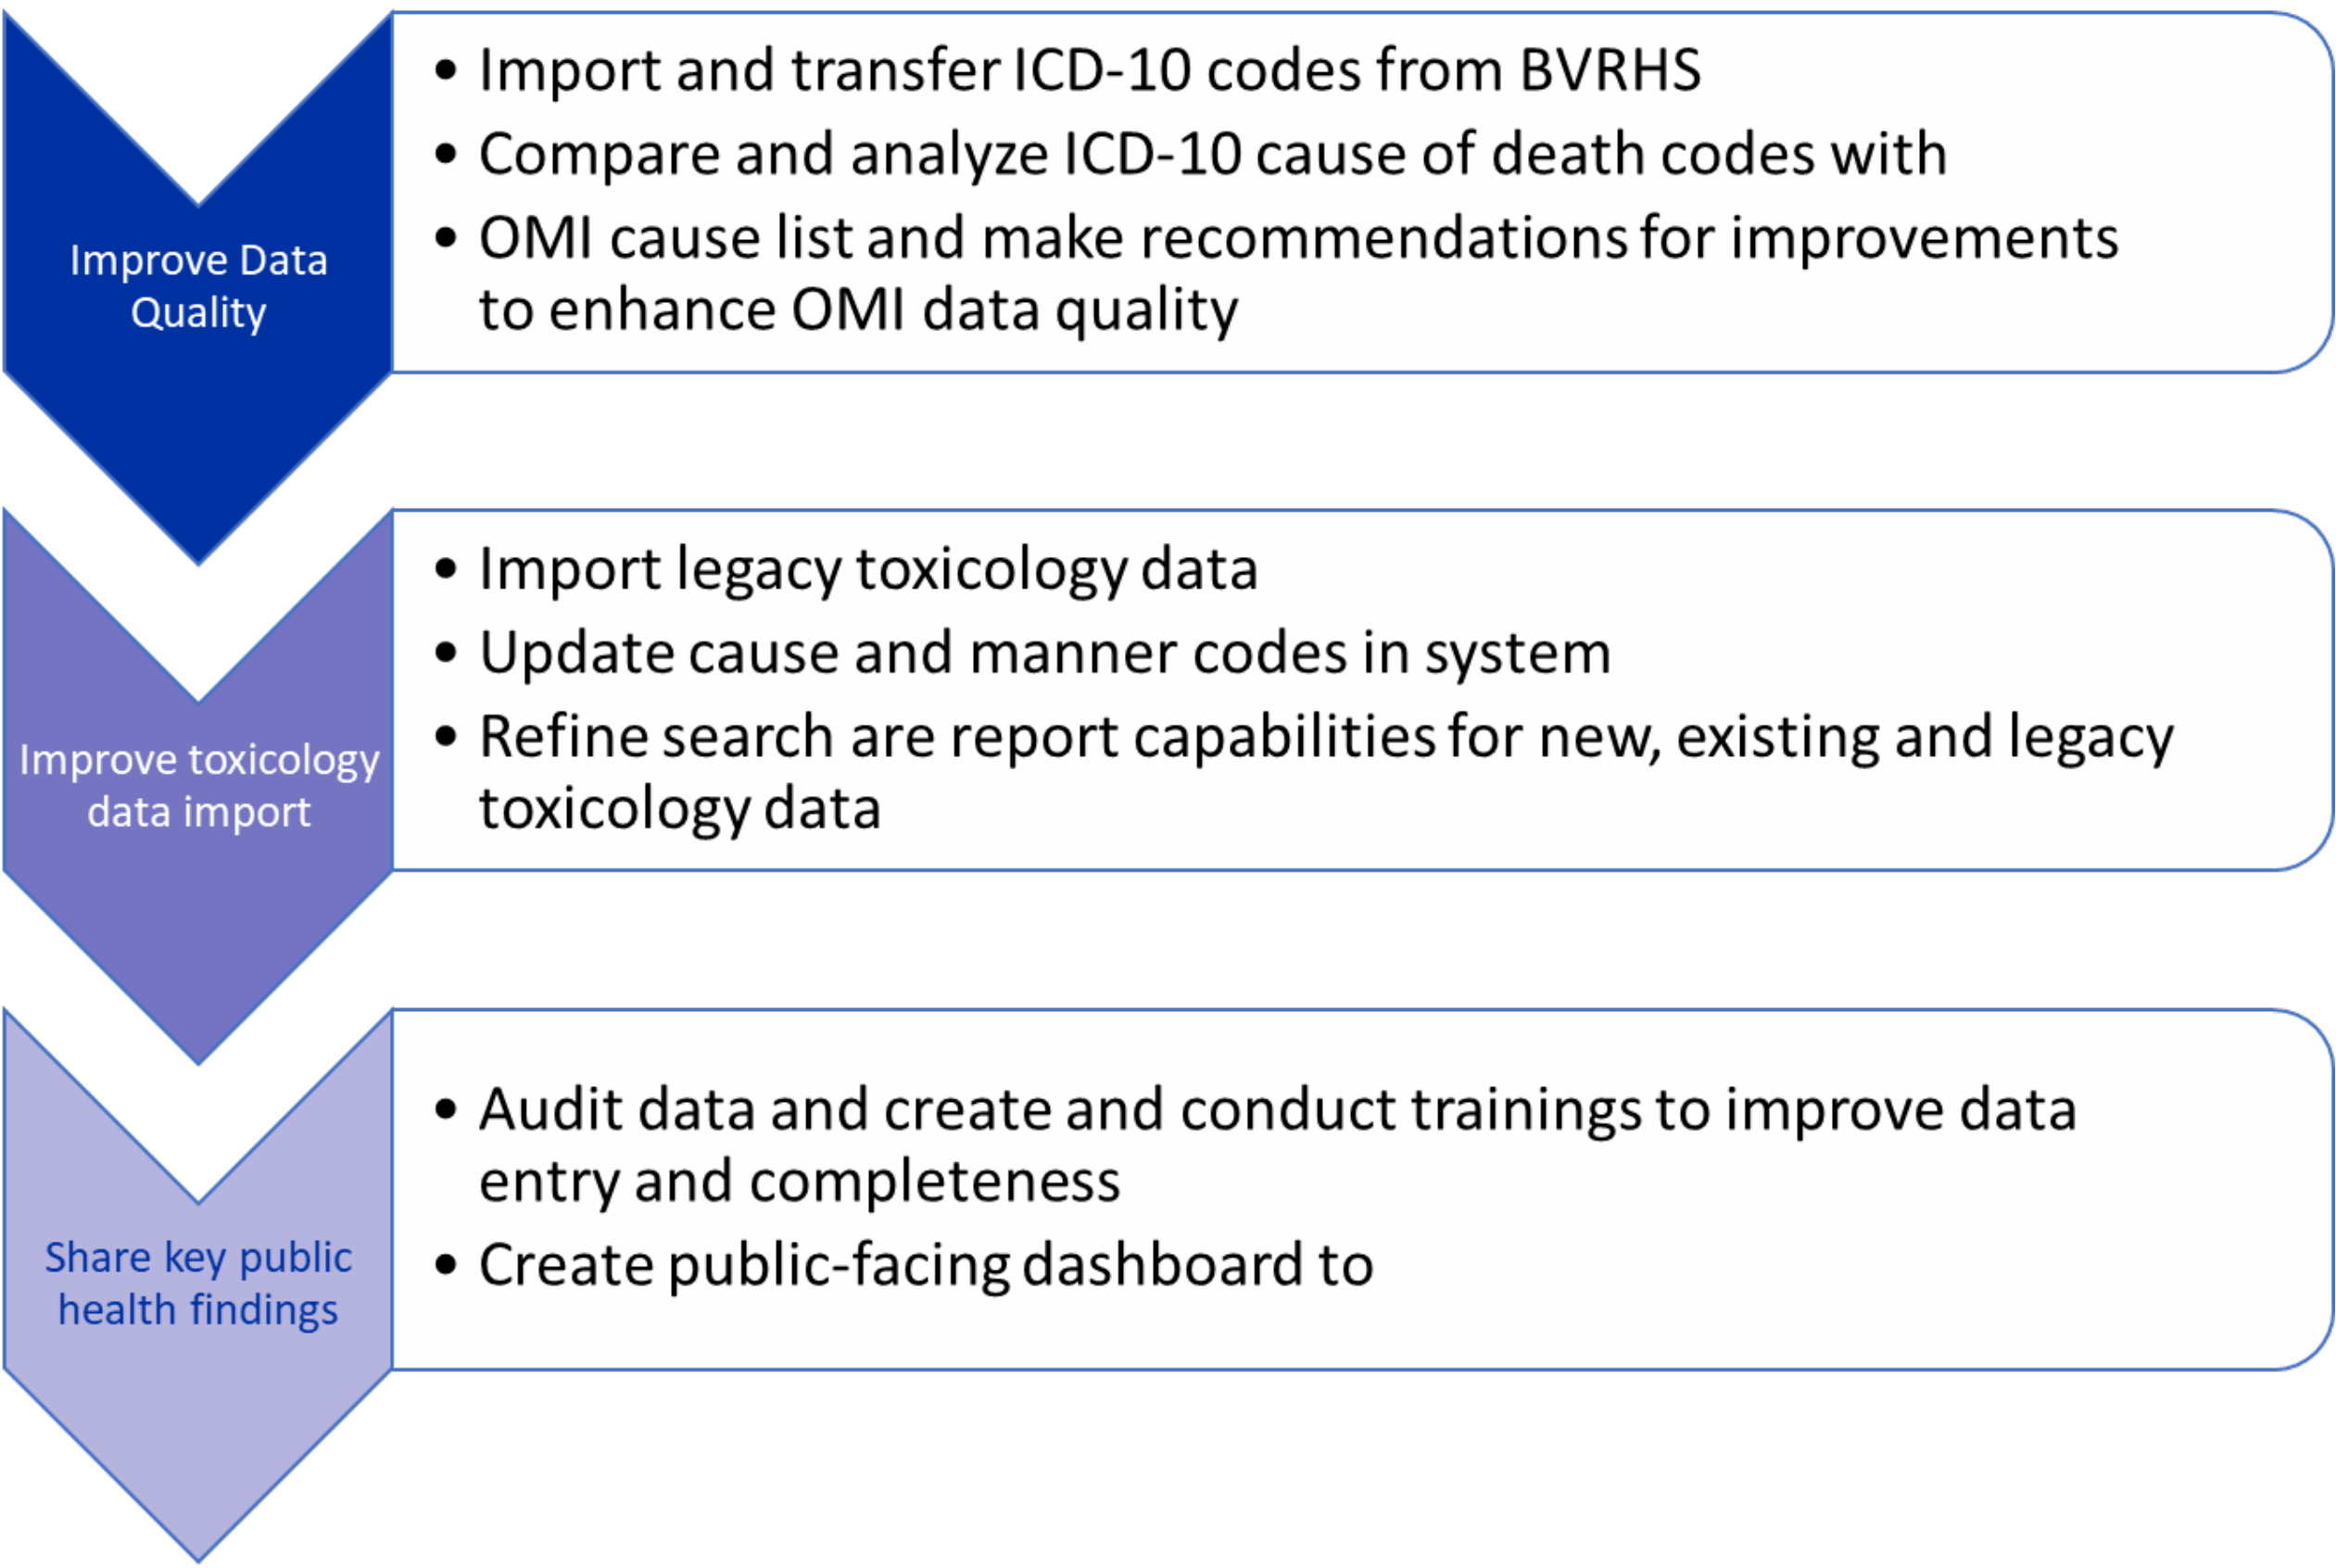 Improve Data
Quality
• Import and transfer ICD-10 codes from BVRHS
• Compare and analyze ICD-10 cause of death codes with
• OMI cause list and make recommendations for improvements
to enhance OMI data quality
Improve toxicology
data import
• Import legacy toxicology data
• Update cause and manner codes in system
• Refine search are report capabilities for new, existing and legacy
toxicology data
Share key public
health findings
• Audit data and create and conduct trainings to improve data
entry and completeness
• Create public-facing dashboard to